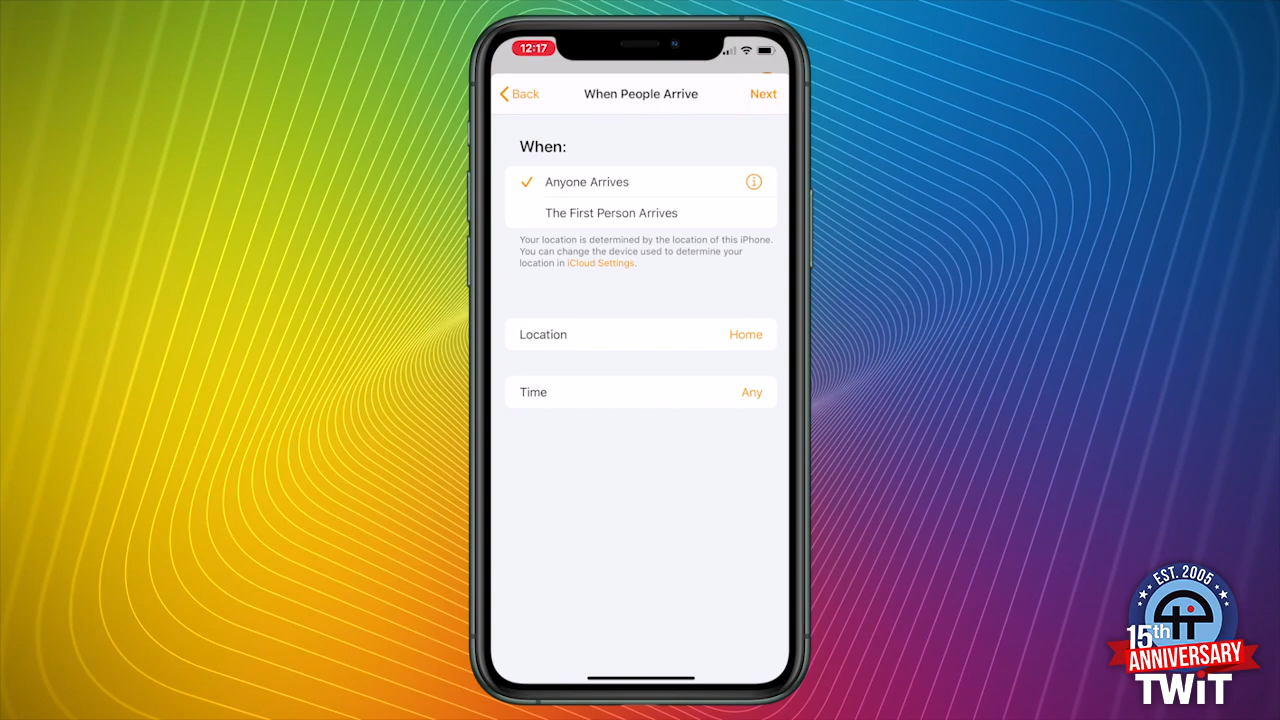 12:17
Back
When People Arrive
Next
When:
Anyone Arrives
The First Person Arrives
Your location is determined by the location of this iPhone.
You can change the device used to determine your
location in iCloud Settings.
Location
Home
Time
Any
EST. 2005
15th
ANNIVERSARY
TWiT